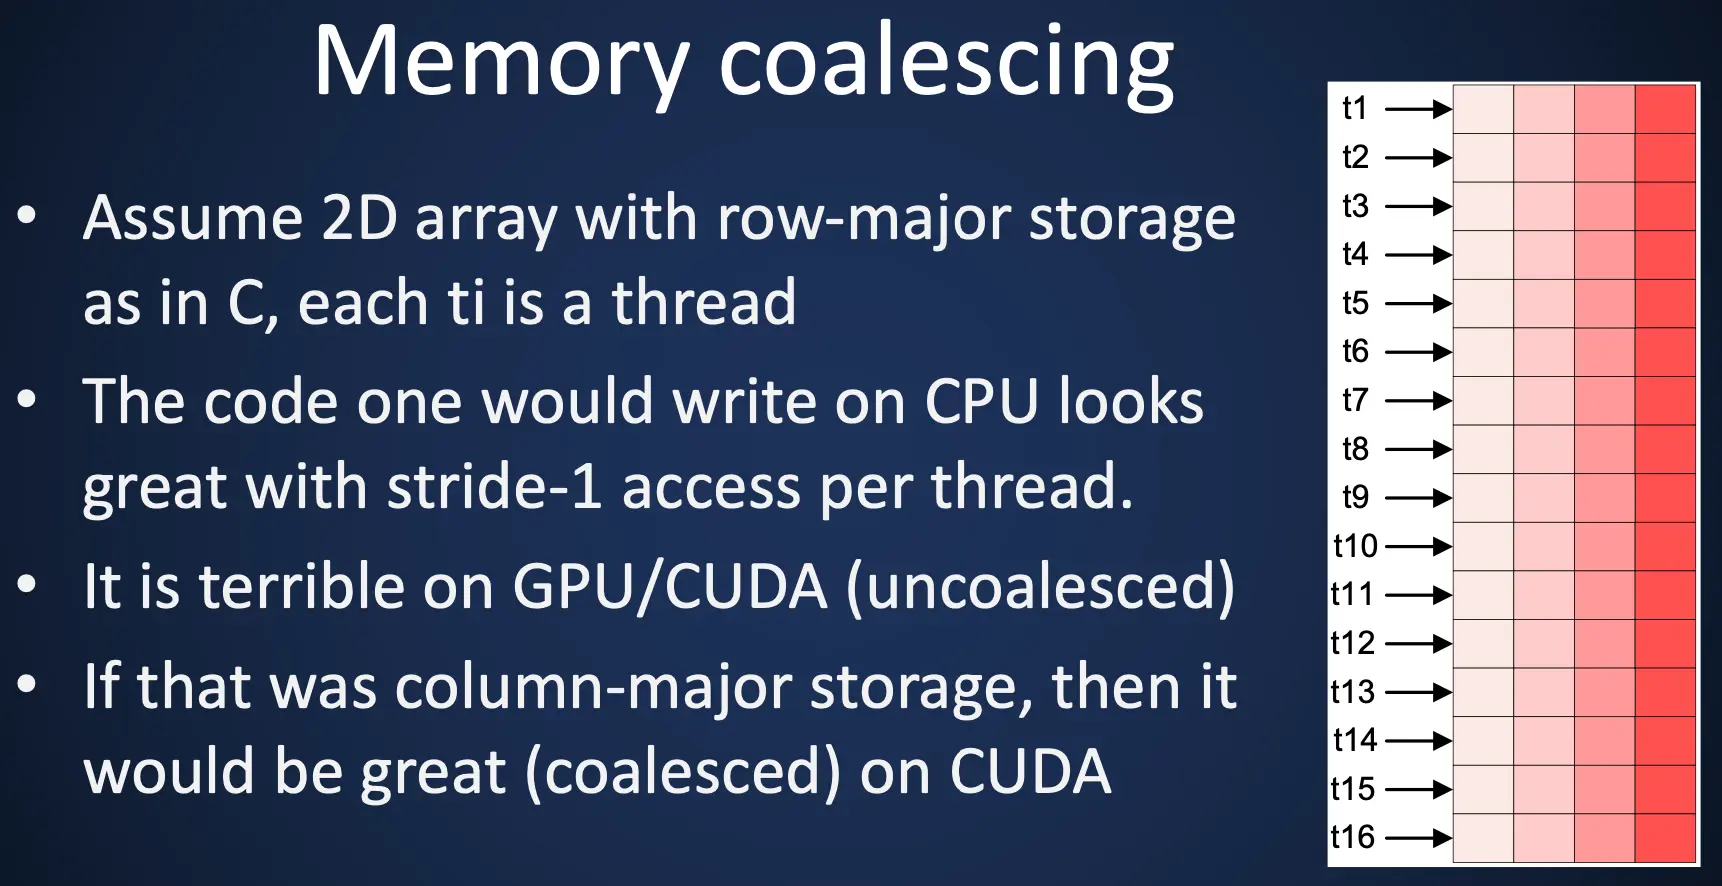 Memory coalescing
• Assume 2D array with row-major storage
as in C, each ti is a thread
• The code one would write on CPU looks
great with stride-1 access per thread.
• It is terrible on GPU/CUDA (uncoalesced)
• If that was column-major storage, then it
would be great (coalesced) on CUDA
t1
t2
t3
t4
t5
t6
t7
t8
t9
t10
t11
t12
t13
t14
t15
t16